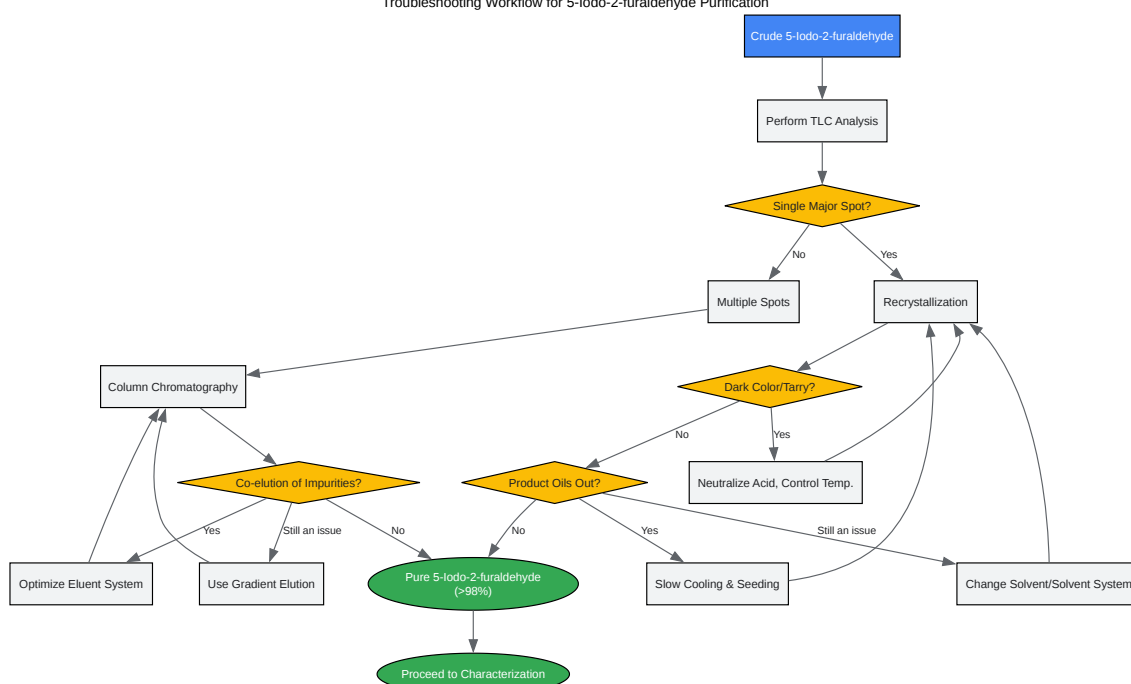 Troubleshooting Workflow for 5-Iodo-2-furaldehyde Purification
Crude 5-Iodo-2-furaldehyde
Perform TLC Analysis
Single Major Spot?
No
Yes
Multiple Spots
Recrystallization
Column Chromatography
Dark Color/Tarry?
No
Yes
Co-elution of Impurities?
Product Oils Out?
Neutralize Acid, Control Temp.
Yes
Still an issue
No
No
Yes
Still an issue
Optimize Eluent System
Use Gradient Elution
Pure 5-Iodo-2-furaldehyde
(>98%)
Slow Cooling & Seeding
Change Solvent/Solvent System
Proceed to Characterization